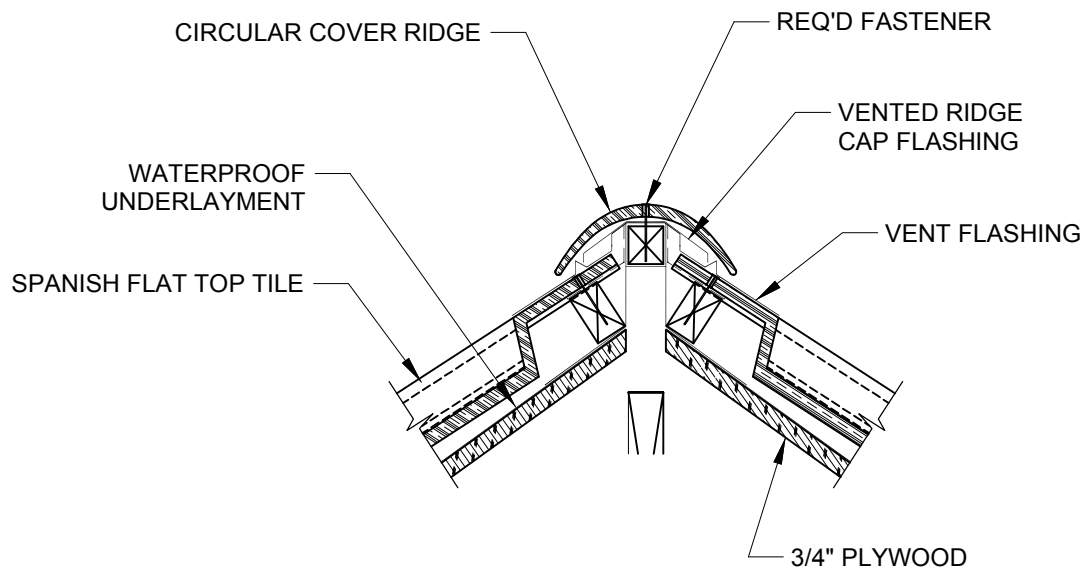 CIRCULAR COVER RIDGE
REQ'D FASTENER
VENTED RIDGE
CAP FLASHING
WATERPROOF
UNDERLAYMENT
VENT FLASHING
SPANISH FLAT TOP TILE
3/4" PLYWOOD